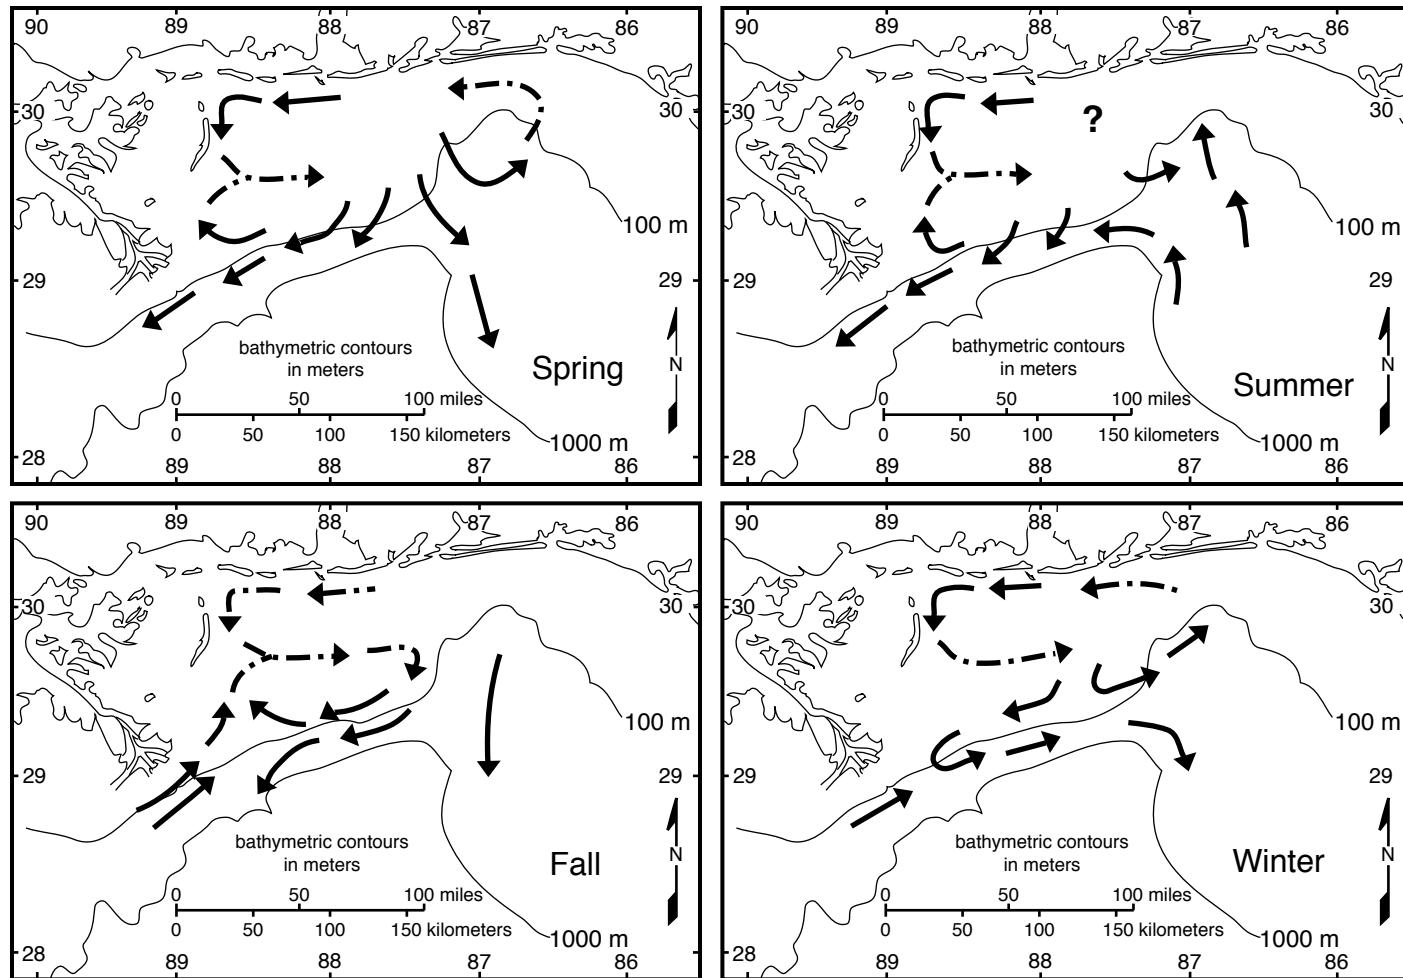 90 89 88 87 86
30 30
100 m
29 29
bathymetric contours
in meters
N
Spring
0 50 100 miles
0 50 100 150 kilometers
1000 m
28
89 88 87 86
90 89 88 87 86
30 30
?
100 m
29 29
bathymetric contours
in meters
N
Summer
0 50 100 miles
0 50 100 150 kilometers
1000 m
28
89 88 87 86
90 89 88 87 86
30 30
100 m
29 29
bathymetric contours
in meters
N
Fall
0 50 100 miles
0 50 100 150 kilometers
1000 m
28
89 88 87 86
90 89 88 87 86
30 30
100 m
29 29
bathymetric contours
in meters
N
Winter
0 50 100 miles
0 50 100 150 kilometers
1000 m
28
89 88 87 86